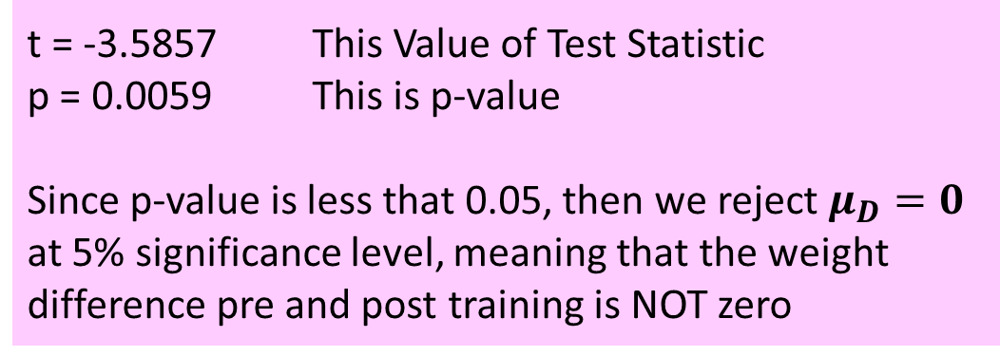 t = -3.5857 This Value of Test Statistic
p = 0.0059 This is p-value
Since p-value is less that 0.05, then we reject 𝝁𝑫 = 𝟎
at 5% significance level, meaning that the weight
difference pre and post training is NOT zero